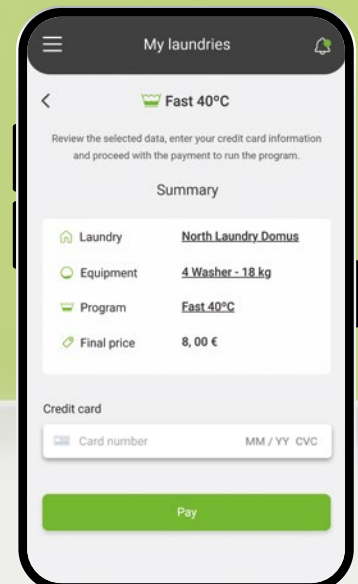 My laundries
Fast 40ºC
Review the selected data, enter your credit card information
and proceed with the payment to run the program.
Summary
Laundry North Laundry Domus
Equipment 4 Washer - 18 kg
Program Fast 40ºC
Final price 8, 00 €
Credit card
Card number MM / YY CVC
Pay